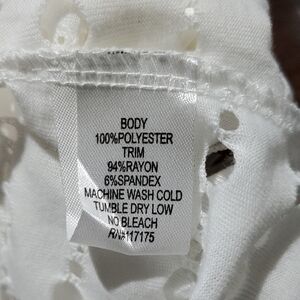 BODY
100%POLYESTER
TRIM
94%RAYON
6%SPANDEX
MACHINE WASH COLD
TUMBLE DRY LOW
NO BLEACH
RN#117175